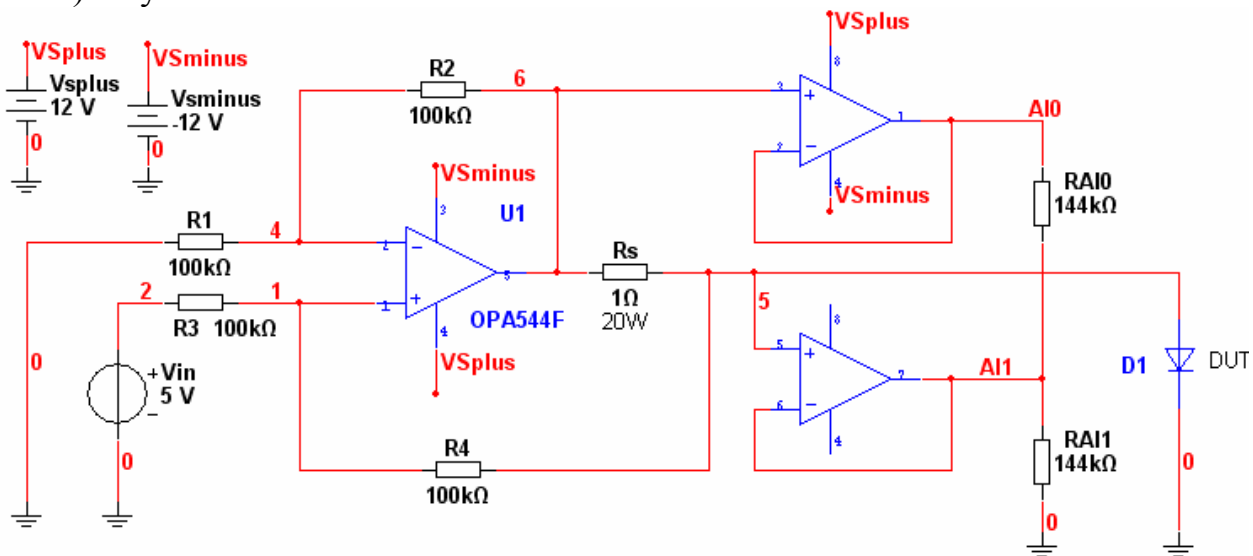 VSplus
VSminus
Vsplus
12 V
0
Vsminus
-12 V
0
R2
100kΩ
6
VSplus
8
3
+
2
−
1
AI0
4
VSminus
RAI0
144kΩ
VSminus
3
U1
R1
100kΩ
4
2
−
5
Rs
1Ω
20W
2
R3
100kΩ
1
1
+
4
OPA544F
VSplus
0
+
Vin
5 V
−
0
R4
100kΩ
5
8
5
+
6
−
7
AI1
4
D1
DUT
RAI1
144kΩ
0
0